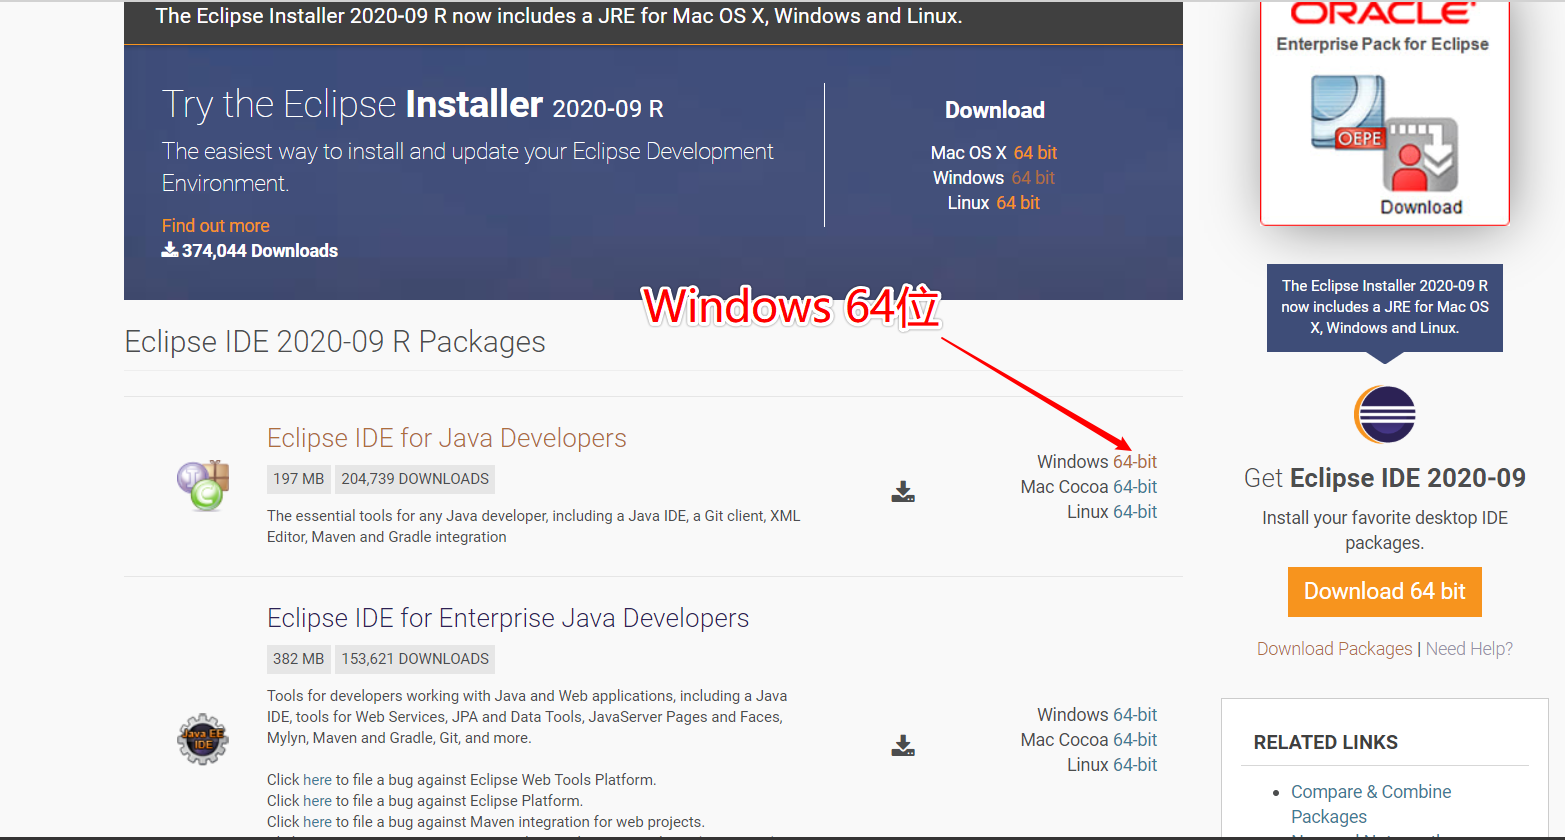 The Eclipse Installer 2020-09 R now includes a JRE for Mac OS X, Windows and Linux.
Try the Eclipse Installer 2020-09 R
The easiest way to install and update your Eclipse Development
Environment.
Find out more
374,044 Downloads
Download
Mac OS X 64 bit
Windows 64 bit
Linux 64 bit
Windows 64位
Eclipse IDE 2020-09 R Packages
Eclipse IDE for Java Developers
197 MB 204,739 DOWNLOADS
The essential tools for any Java developer, including a Java IDE, a Git client, XML
Editor, Maven and Gradle integration
Windows 64-bit
Mac Cocoa 64-bit
Linux 64-bit
Eclipse IDE for Enterprise Java Developers
382 MB 153,621 DOWNLOADS
Tools for developers working with Java and Web applications, including a Java
IDE, tools for Web Services, JPA and Data Tools, JavaServer Pages and Faces,
Mylyn, Maven and Gradle, Git, and more.
Click here to file a bug against Eclipse Web Tools Platform.
Click here to file a bug against Eclipse Platform.
Click here to file a bug against Maven integration for web projects.
Java EE
IDE
Windows 64-bit
Mac Cocoa 64-bit
Linux 64-bit
ORACLE
Enterprise Pack for Eclipse
OEPE
Download
The Eclipse Installer 2020-09 R
now includes a JRE for Mac OS
X, Windows and Linux.
Get Eclipse IDE 2020-09
Install your favorite desktop IDE
packages.
Download 64 bit
Download Packages | Need Help?
RELATED LINKS
Compare & Combine
Packages